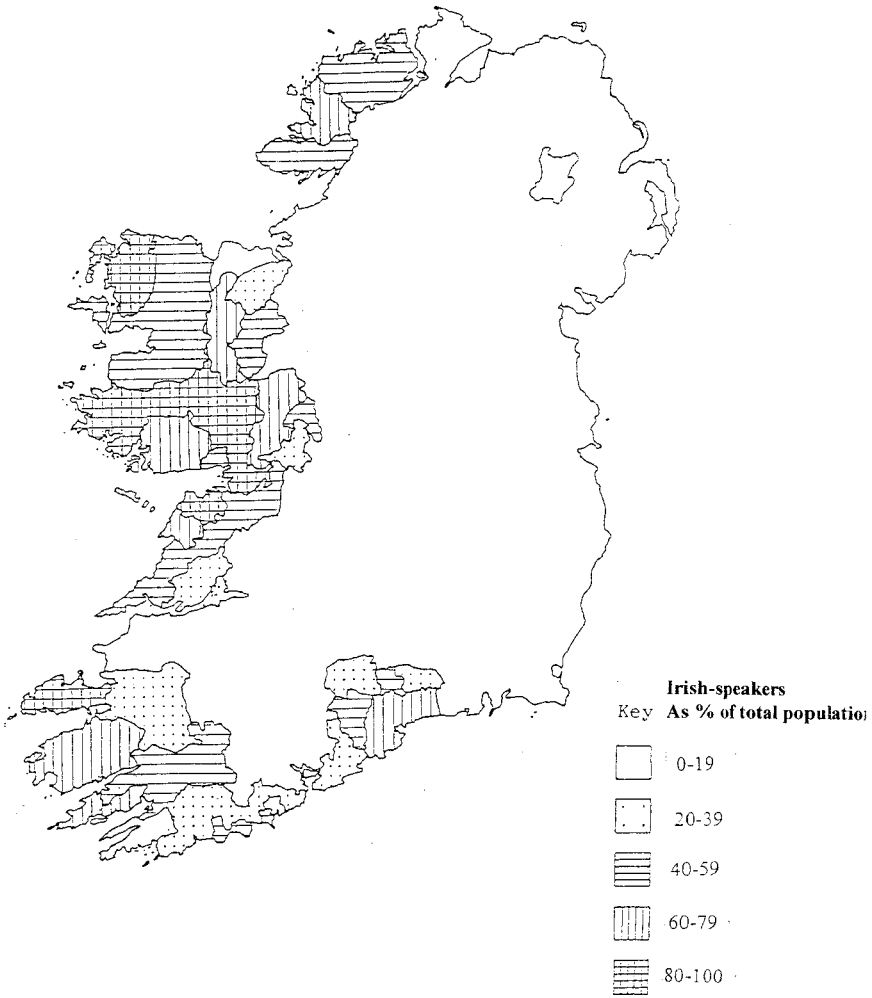 Irish-speakers
Key As % of total populatio
0-19
20-39
40-59
60-79
80-100